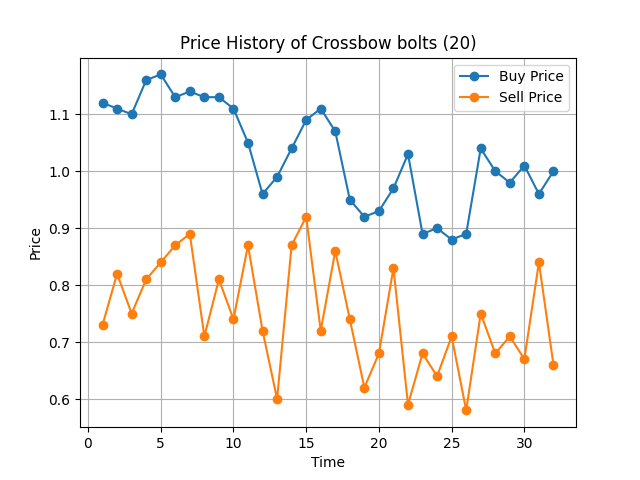 Price History of Crossbow bolts (20)
Buy Price
Sell Price
1.1
1.0
0.9
0.8
0.7
0.6
Price
0 5 10 15 20 25 30
Time